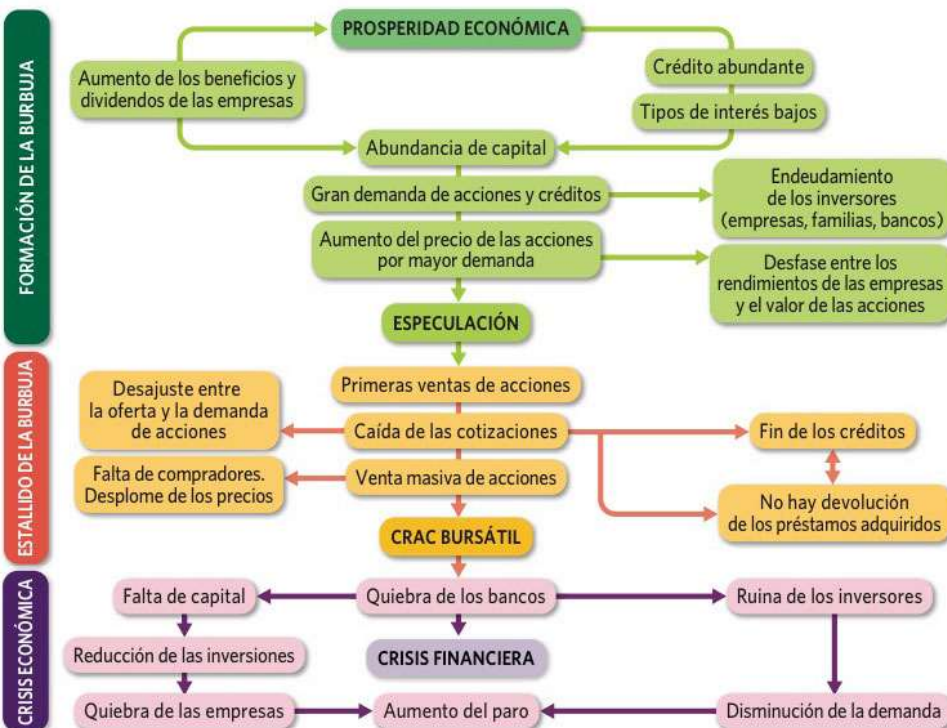 FORMACIÓN DE LA BURBUJA
PROSPERIDAD ECONÓMICA
Aumento de los beneficios y
dividendos de las empresas
Crédito abundante
Tipos de interés bajos
Abundancia de capital
Gran demanda de acciones y créditos
Endeudamiento
de los inversores
(empresas, familias, bancos)
Aumento del precio de las acciones
por mayor demanda
Desfase entre los
rendimientos de las empresas
y el valor de las acciones
ESPECULACIÓN
ESTALLIDO DE LA BURBUJA
Primeras ventas de acciones
Desajuste entre
la oferta y la demanda
de acciones
Caída de las cotizaciones
Fin de los créditos
Falta de compradores.
Desplome de los precios
Venta masiva de acciones
No hay devolución
de los préstamos adquiridos
CRAC BURSÁTIL
CRISIS ECONÓMICA
Falta de capital
Quiebra de los bancos
Ruina de los inversores
Reducción de las inversiones
CRISIS FINANCIERA
Quiebra de las empresas
Aumento del paro
Disminución de la demanda